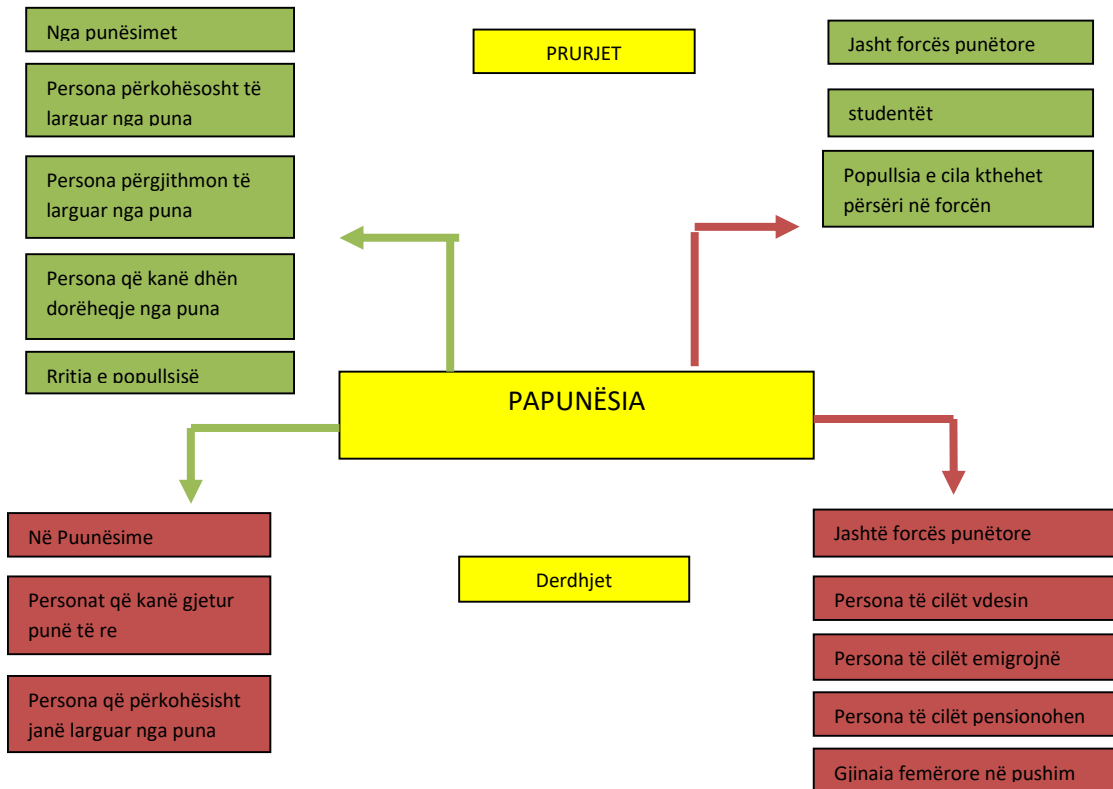 Nga punësimet
Persona përkohësosht të
larguar nga puna
Persona përgjithmon të
larguar nga puna
Persona që kanë dhën
dorëheqje nga puna
Rritia e popullsisë
PRURJET
Jasht forcës punëtore
studentët
Popullsia e cila kthehet
përsëri në forcën
PAPUNËSIA
Në Puunësime
Personat që kanë gjetur
punë të re
Persona që përkohësisht
janë larguar nga puna
Derdhjet
Jashtë forcës punëtore
Persona të cilët vdesin
Persona të cilët emigrojnë
Persona të cilët pensionohen
Gjinaia femërore në pushim